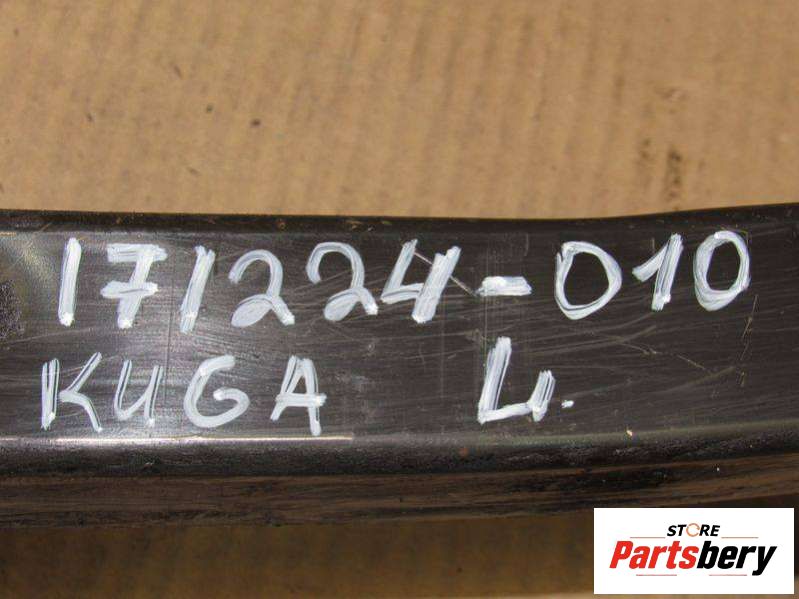 171224-010
KUGA L.
STORE
Partsbery